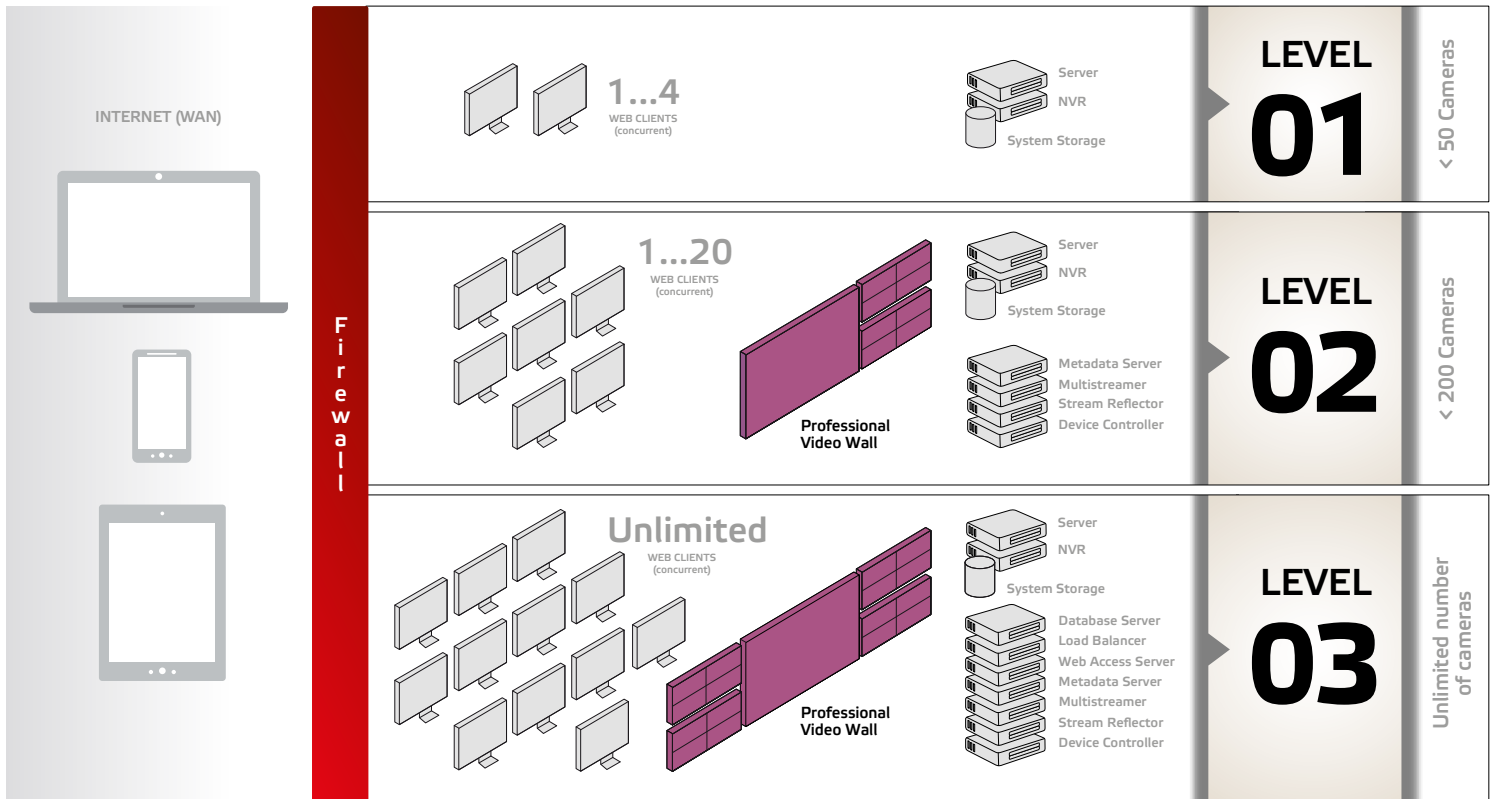 INTERNET (WAN)
Firewall
1...4
WEB CLIENTS
(concurrent)
Server
NVR
System Storage
LEVEL
01
< 50 Cameras
1...20
WEB CLIENTS
(concurrent)
Professional
Video Wall
Server
NVR
System Storage
Metadata Server
Multistreamer
Stream Reflector
Device Controller
LEVEL
02
< 200 Cameras
Unlimited
WEB CLIENTS
(concurrent)
Professional
Video Wall
Server
NVR
System Storage
Database Server
Load Balancer
Web Access Server
Metadata Server
Multistreamer
Stream Reflector
Device Controller
LEVEL
03
Unlimited number
of cameras